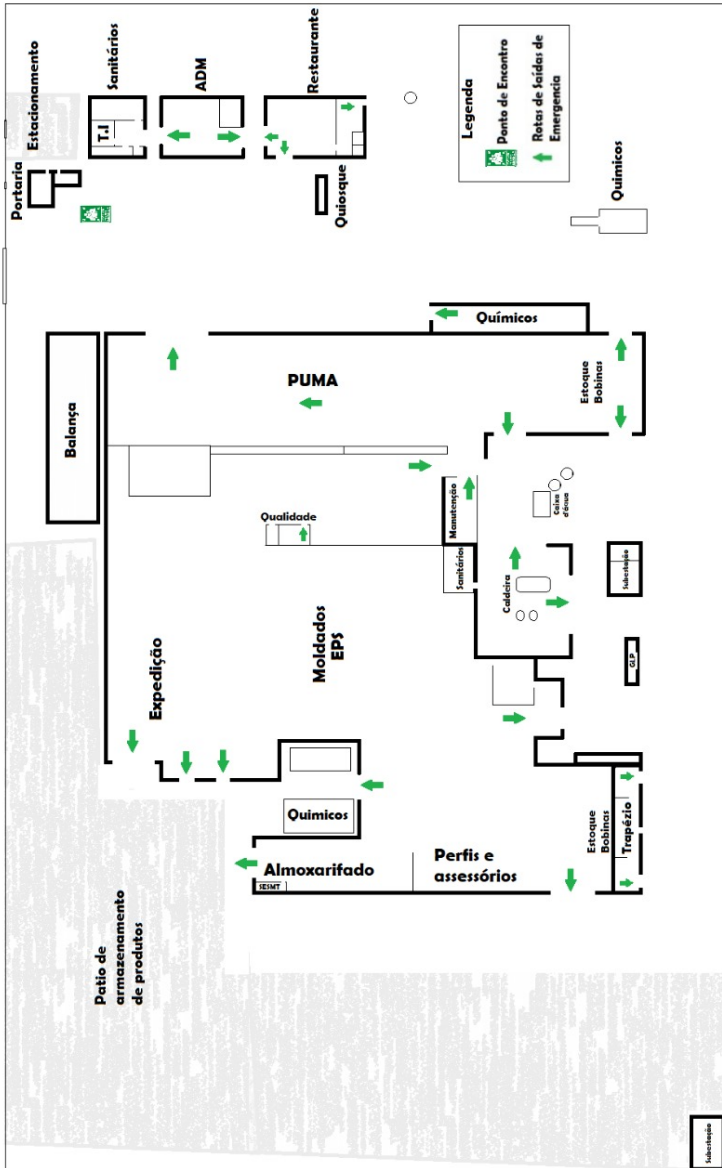 Portaria
Estacionamento
Sanitários
T.I
ADM
Restaurante
Quiosque
Legenda
Ponto de Encontro
Rotas de Saídas de
Emergencia
Quimicos
Balança
PUMA
Químicos
Estoque
Bobinas
Qualidade
Manutenção
Sanitários
Caixa
d'água
Caldeira
Subestação
GLP
Expedição
Moldados
EPS
Quimicos
Almoxarifado
SESMT
Perfis e
assessórios
Estoque
Bobinas
Trapézio
Patio de
armazenamento
de produtos
Subestação